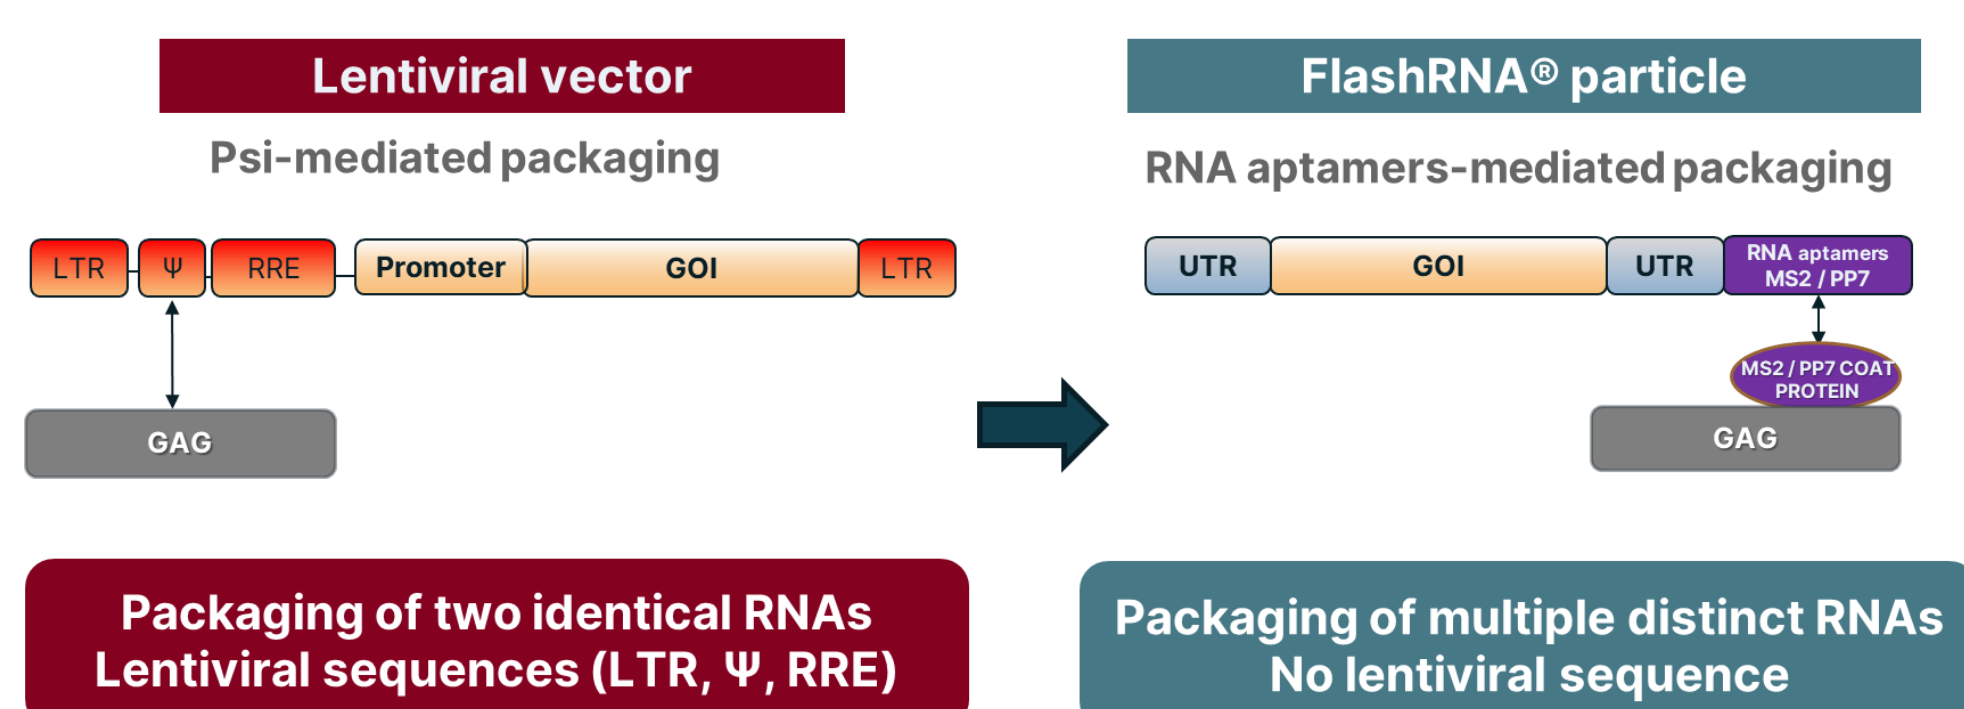 Lentiviral vector
Psi-mediated packaging
LTR
Ψ
RRE
Promoter
GOI
LTR
GAG
Packaging of two identical RNAs
Lentiviral sequences (LTR, Ψ, RRE)
FlashRNA® particle
RNA aptamers-mediated packaging
UTR
GOI
UTR
RNA aptamers
MS2 / PP7
MS2 / PP7 COAT
PROTEIN
GAG
Packaging of multiple distinct RNAs
No lentiviral sequence